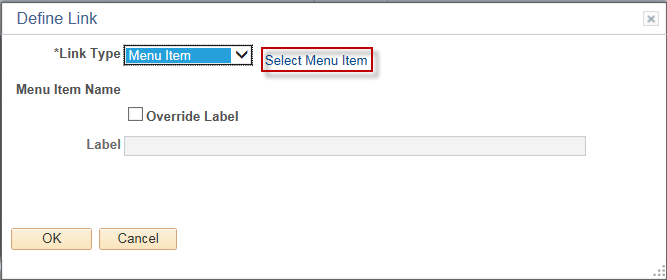 Define Link
*Link Type Menu Item Select Menu Item
Menu Item Name
Override Label
Label
OK Cancel